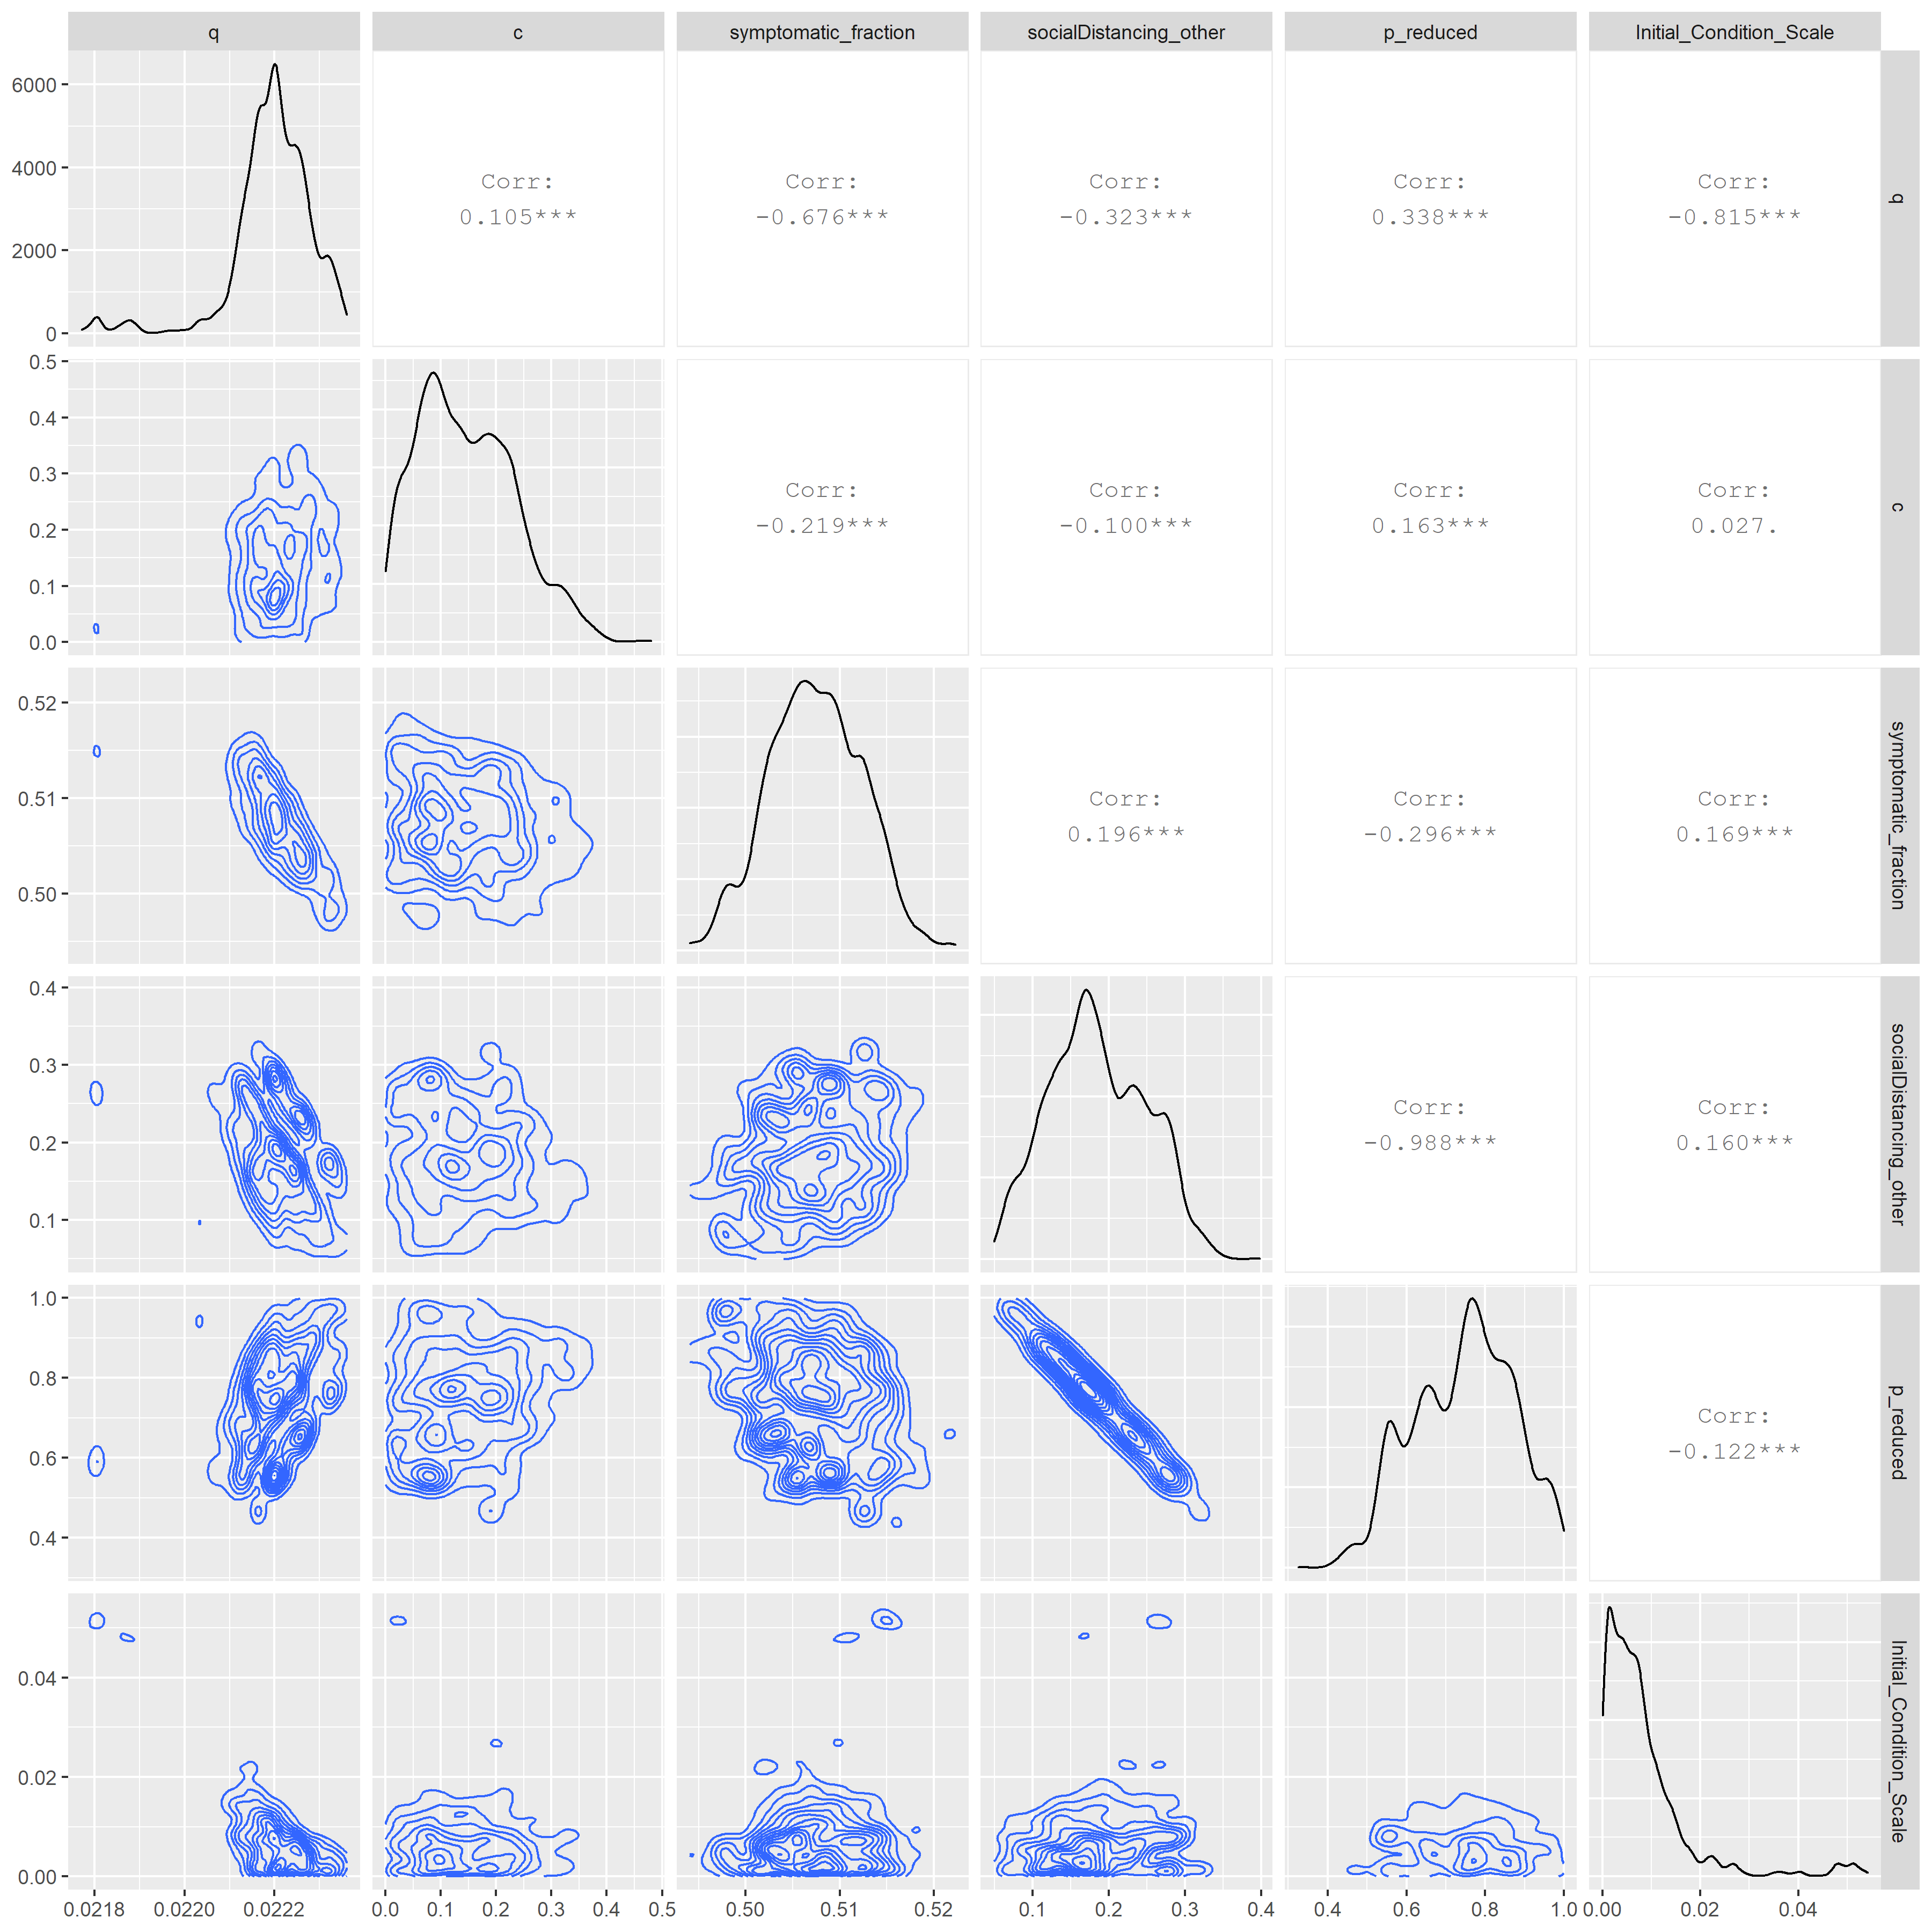 q
c
symptomatic_fraction
socialDistancing_other
p_reduced
Initial_Condition_Scale
6000
4000
2000
0
Corr:
0.105***
Corr:
-0.676***
Corr:
-0.323***
Corr:
0.338***
Corr:
-0.815***
q
0.5
0.4
0.3
0.2
0.1
0.0
Corr:
-0.219***
Corr:
-0.100***
Corr:
0.163***
Corr:
0.027.
c
0.52
0.51
0.50
Corr:
0.196***
Corr:
-0.296***
Corr:
0.169***
symptomatic_fraction
0.4
0.3
0.2
0.1
Corr:
-0.988***
Corr:
0.160***
socialDistancing_other
1.0
0.8
0.6
0.4
Corr:
-0.122***
p_reduced
0.04
0.02
0.00
Initial_Condition_Scale
0.0218 0.0220 0.0222
0.0 0.1 0.2 0.3 0.4 0.5
0.50 0.51 0.52
0.1 0.2 0.3 0.4
0.4 0.6 0.8 1.0
0.00 0.02 0.04